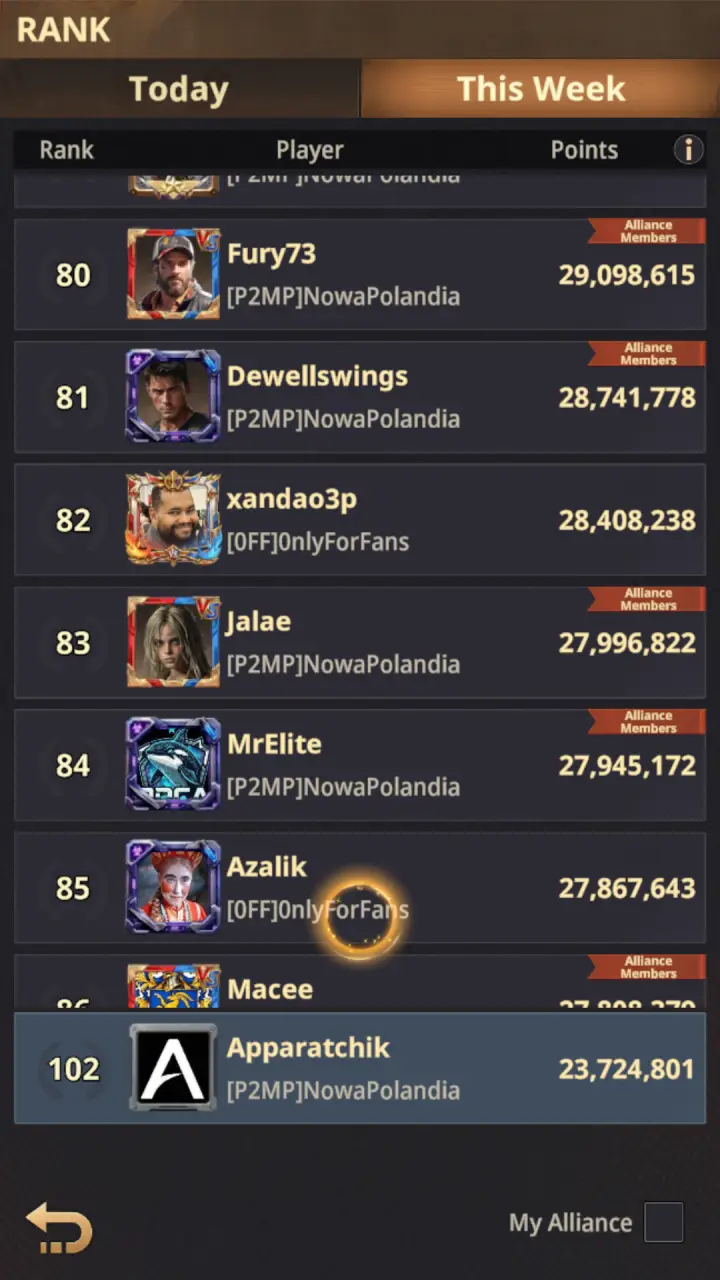 RANK
Today
This Week
Rank
Player
Points
[P2MP]NowaPolandia
80
Fury73
[P2MP]NowaPolandia
Alliance
Members
29,098,615
81
Dewellswings
[P2MP]NowaPolandia
Alliance
Members
28,741,778
82
xandao3p
[0FF]0nlyForFans
28,408,238
83
Jalae
[P2MP]NowaPolandia
Alliance
Members
27,996,822
84
MrElite
[P2MP]NowaPolandia
Alliance
Members
27,945,172
85
Azalik
[0FF]0nlyForFans
27,867,643
86
Macee
Alliance
Members
102
Apparatchik
[P2MP]NowaPolandia
23,724,801
My Alliance